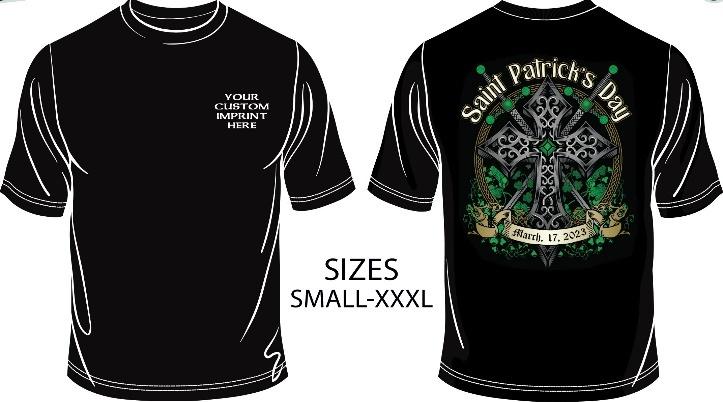 YOUR
CUSTOM
IMPRINT
HERE
Saint Patrick's Day
March, 17, 2023
SIZES
SMALL-XXXL